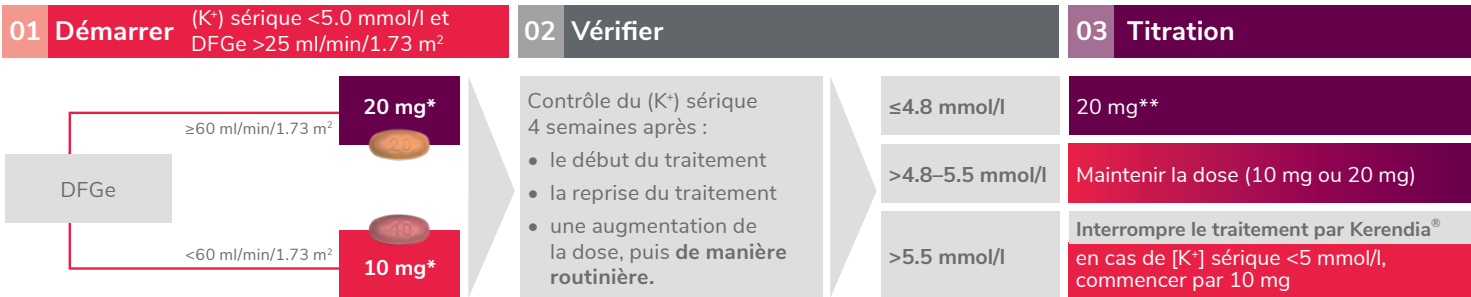 01 Démarrer (K⁺) sérique <5.0 mmol/l et
DFGe >25 ml/min/1.73 m²
DFGe
≥60 ml/min/1.73 m²
20 mg*
20
<60 ml/min/1.73 m²
10
10 mg*
02 Vérifier
Contrôle du (K⁺) sérique
4 semaines après :
• le début du traitement
• la reprise du traitement
• une augmentation de
la dose, puis de manière
routinière.
03 Titration
≤4.8 mmol/l
20 mg**
>4.8–5.5 mmol/l
Maintenir la dose (10 mg ou 20 mg)
>5.5 mmol/l
Interrompre le traitement par Kerendia®
en cas de [K⁺] sérique <5 mmol/l,
commencer par 10 mg